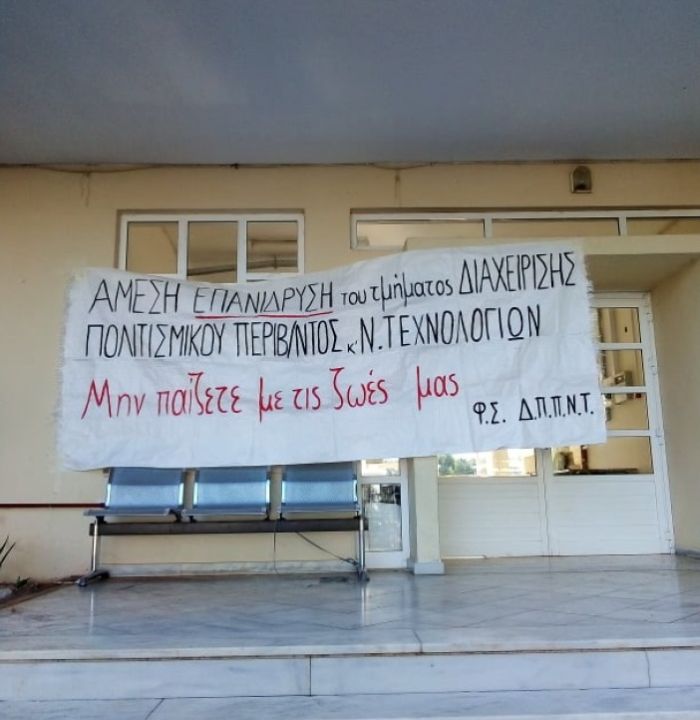 ΑΜΕΣΗ ΕΠΑΝΙΔΡΥΣΗ του τμήματος ΔΙΑΧΕΙΡΙΣΗΣ
ΠΟΛΙΤΙΣΜΙΚΟΥ ΠΕΡΙΒ/ΝΤΟΣ κ' Ν. ΤΕΧΝΟΛΟΓΙΩΝ
Μην παίζετε με τις ζωές μας
Φ.Σ. Δ.Π.Π.Ν.Τ.